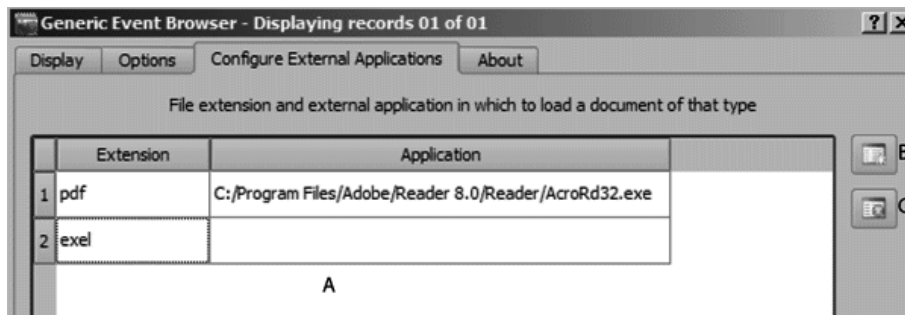 Generic Event Browser - Displaying records 01 of 01 ? X
Display Options Configure External Applications About
File extension and external application in which to load a document of that type
Extension Application
1 pdf C:/Program Files/Adobe/Reader 8.0/Reader/AcroRd32.exe
2 exel
A